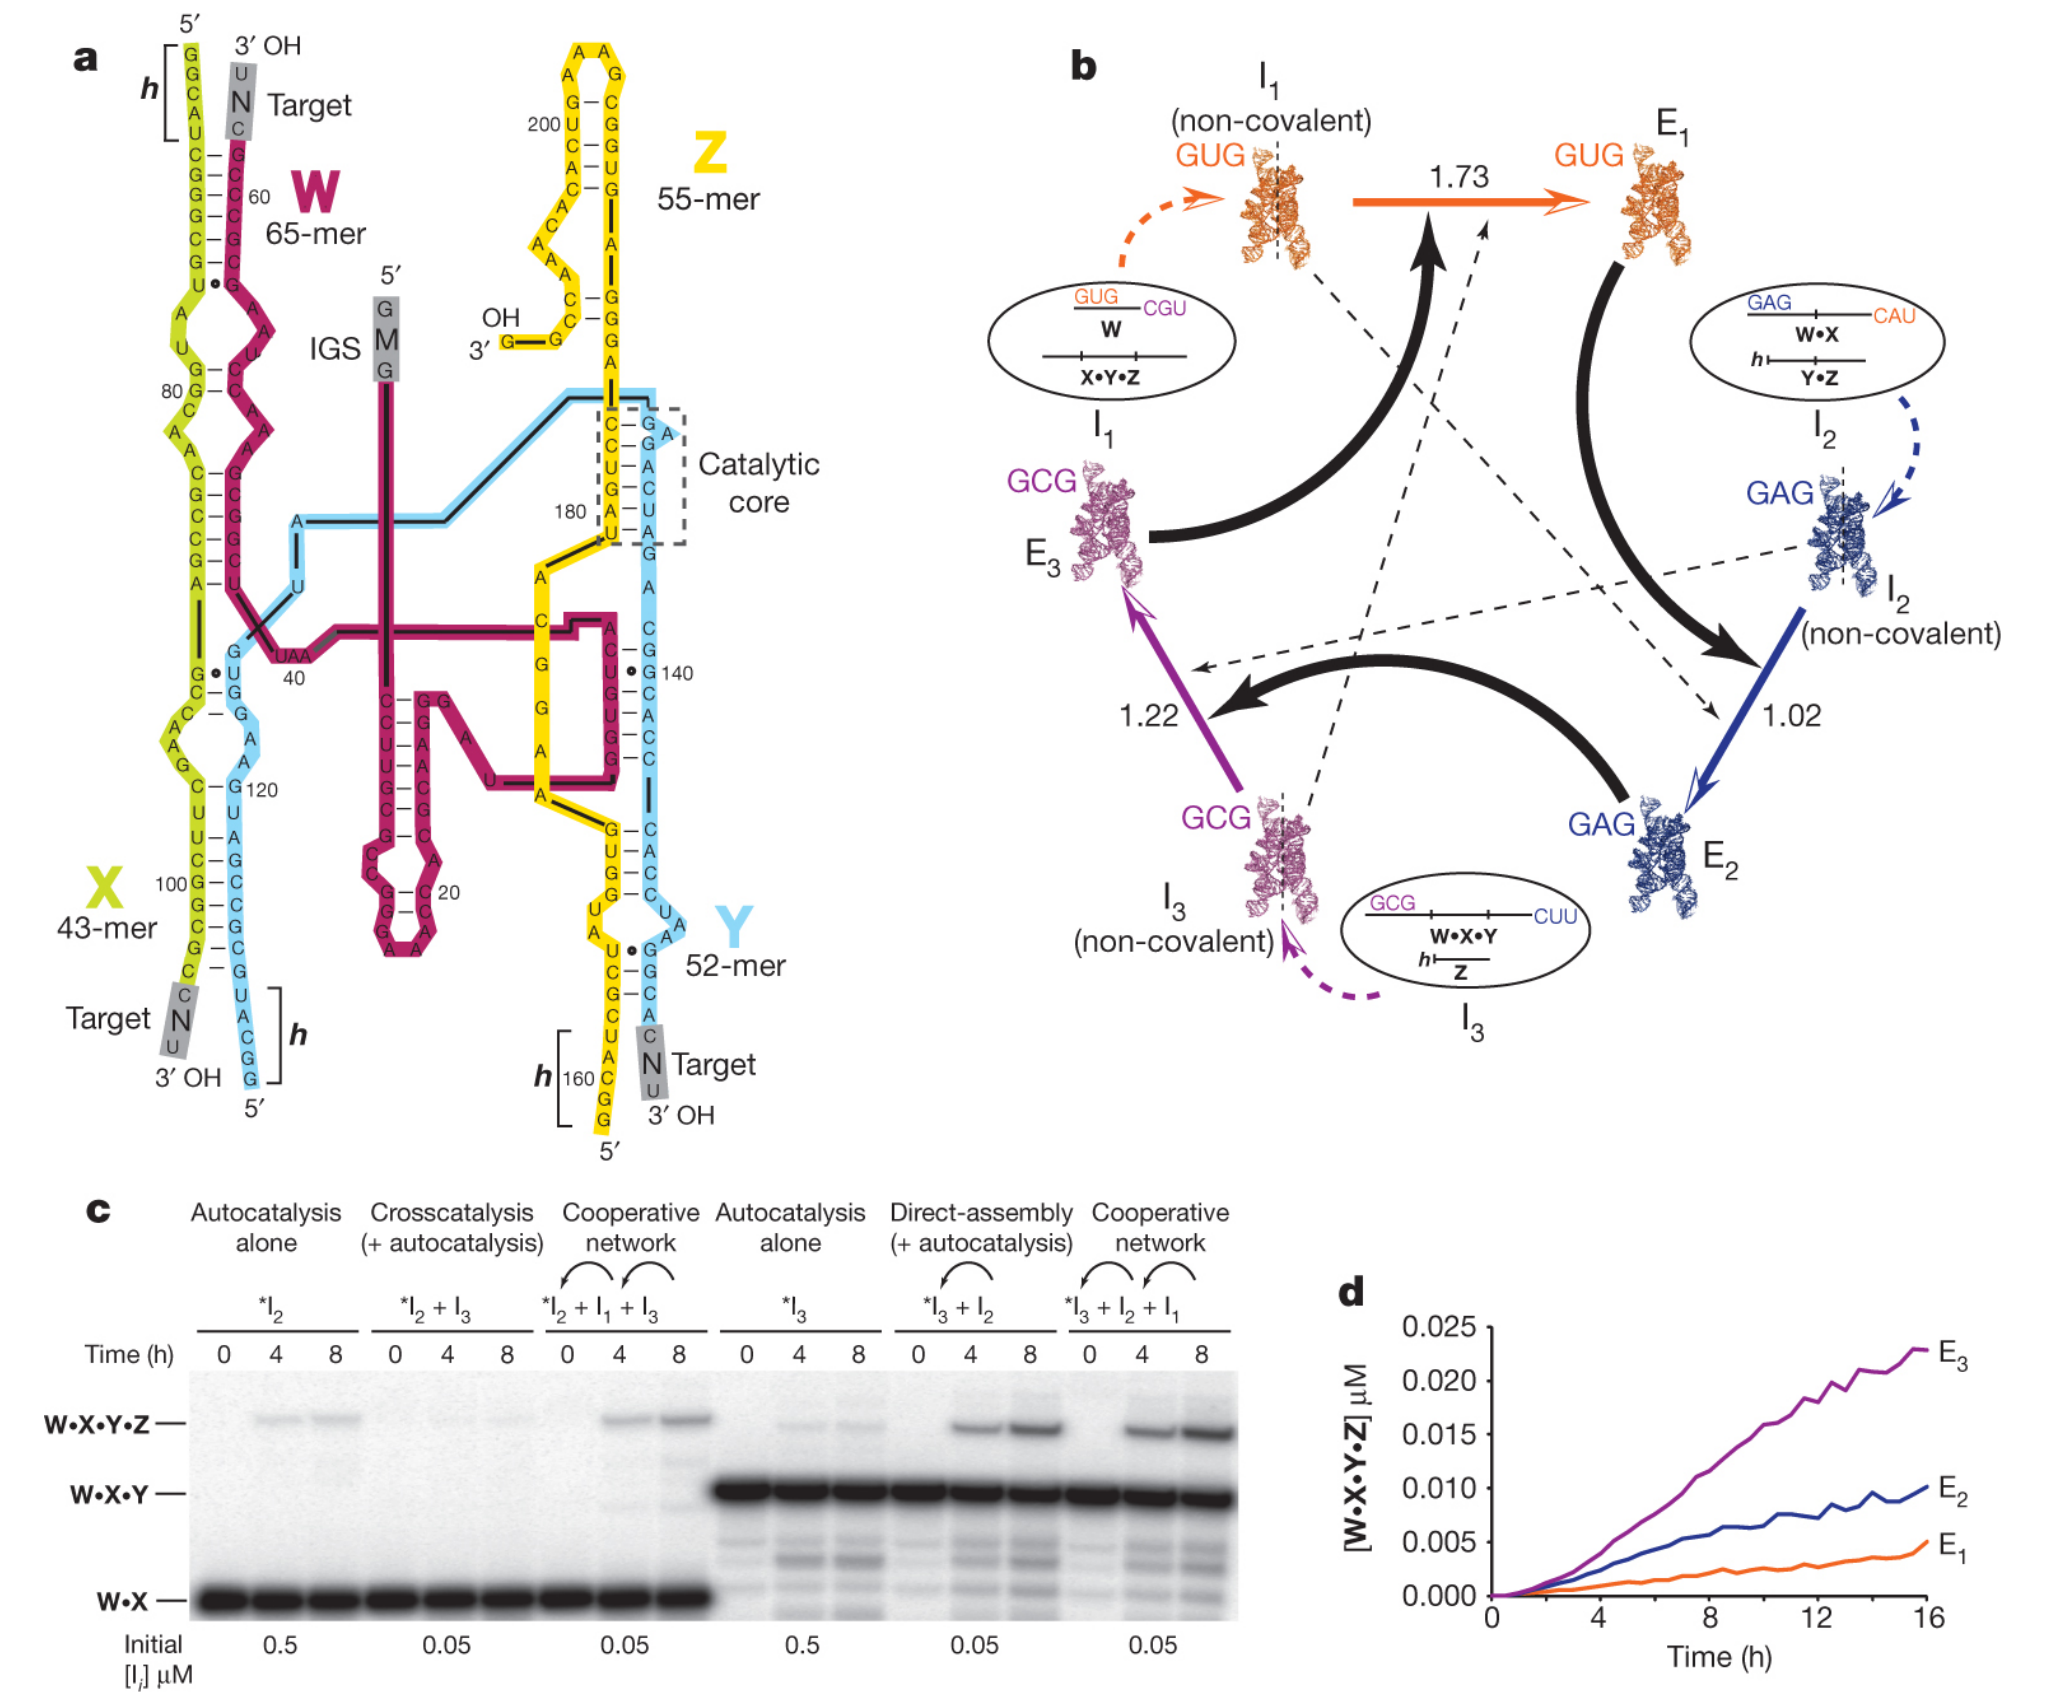 a
5′
3′ OH
h
Target
W
65-mer
60
IGS
5′
G
M
G
U
N
C
80
200
Z
55-mer
OH
3′
Catalytic
core
180
UAA
40
140
120
20
X
43-mer
100
Y
52-mer
Target
C
N
U
3′ OH
h
5′
h
160
C
N
U
Target
3′ OH
5′
b
I1
(non-covalent)
GUG
1.73
GUG
E1
GUG
CGU
W
X•Y•Z
I1
GAG
CAU
W•X
h
Y•Z
I2
GCG
E3
GAG
I2
(non-covalent)
1.22
1.02
GCG
I3
(non-covalent)
GCG
CUU
W•X•Y
h
Z
I3
GAG
E2
c
Autocatalysis
alone
Crosscatalysis
(+ autocatalysis)
Cooperative
network
Autocatalysis
alone
Direct-assembly
(+ autocatalysis)
Cooperative
network
*I2
*I2 + I3
*I2 + I1 + I3
*I3
*I3 + I2
*I3 + I2 + I1
Time (h) 0 4 8 0 4 8 0 4 8 0 4 8 0 4 8 0 4 8
W•X•Y•Z
W•X•Y
W•X
Initial
[Ii] μM
0.5 0.05 0.05 0.5 0.05 0.05
d
[W•X•Y•Z] μM
0.025
0.020
0.015
0.010
0.005
0.000
E3
E2
E1
0 4 8 12 16
Time (h)